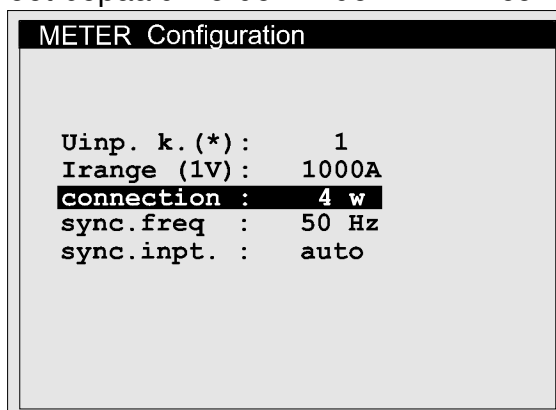 METER Configuration
Uinp. k.(*): 1
Irange (1V): 1000A
connection : 4 w
sync.freq : 50 Hz
sync.inpt. : auto